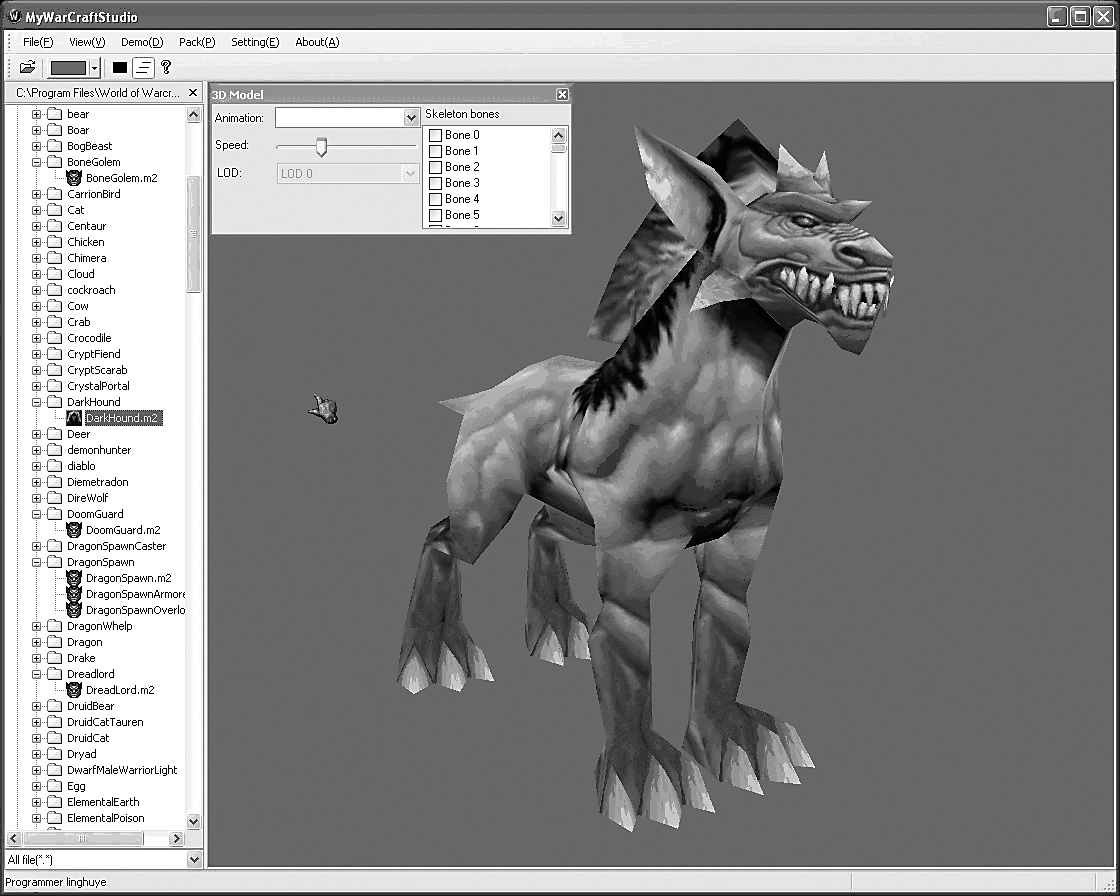 MyWarCraftStudio
File(F) View(V) Demo(D) Pack(P) Setting(E) About(A)
C:\Program Files\World of Warcr...
bear
Boar
BogBeast
BoneGolem
BoneGolem.m2
CarrionBird
Cat
Centaur
Chicken
Chimera
Cloud
cockroach
Cow
Crab
Crocodile
CryptFiend
CryptScarab
CrystalPortal
DarkHound
DarkHound.m2
Deer
demonhunter
diablo
Diemetradon
DireWolf
DoomGuard
DoomGuard.m2
DragonSpawnCaster
DragonSpawn
DragonSpawn.m2
DragonSpawnArmore
DragonSpawnOverlo
DragonWhelp
Dragon
Drake
Dreadlord
DreadLord.m2
DruidBear
DruidCatTauren
DruidCat
Dryad
DwarfMaleWarriorLight
Egg
ElementalEarth
ElementalPoison
All file(*.*)
3D Model
Animation:
Speed:
LOD:
LOD 0
Skeleton bones
Bone 0
Bone 1
Bone 2
Bone 3
Bone 4
Bone 5
Programmer linghuye